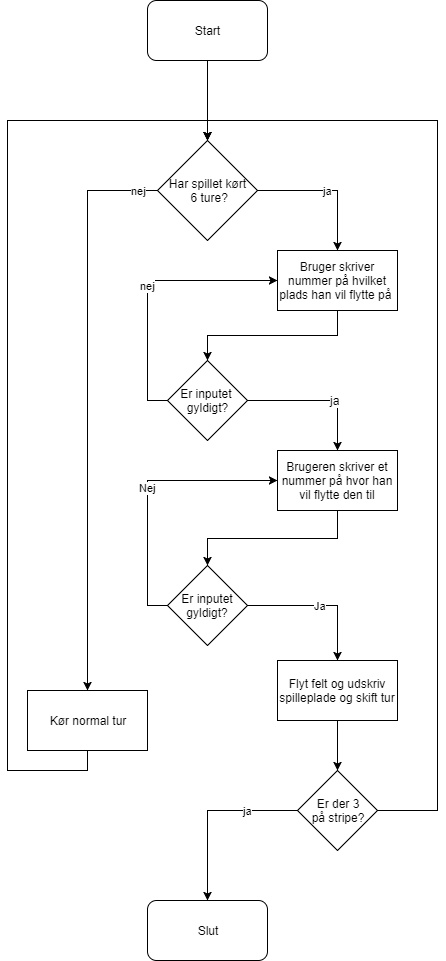 Start
Har spillet kørt
6 ture?
nej
ja
Bruger skriver
nummer på hvilket
plads han vil flytte på
nej
Er inputet
gyldigt?
ja
Brugeren skriver et
nummer på hvor han
vil flytte den til
Nej
Er inputet
gyldigt?
Ja
Flyt felt og udskriv
spilleplade og skift tur
Kør normal tur
Er der 3
på stribe?
ja
Slut